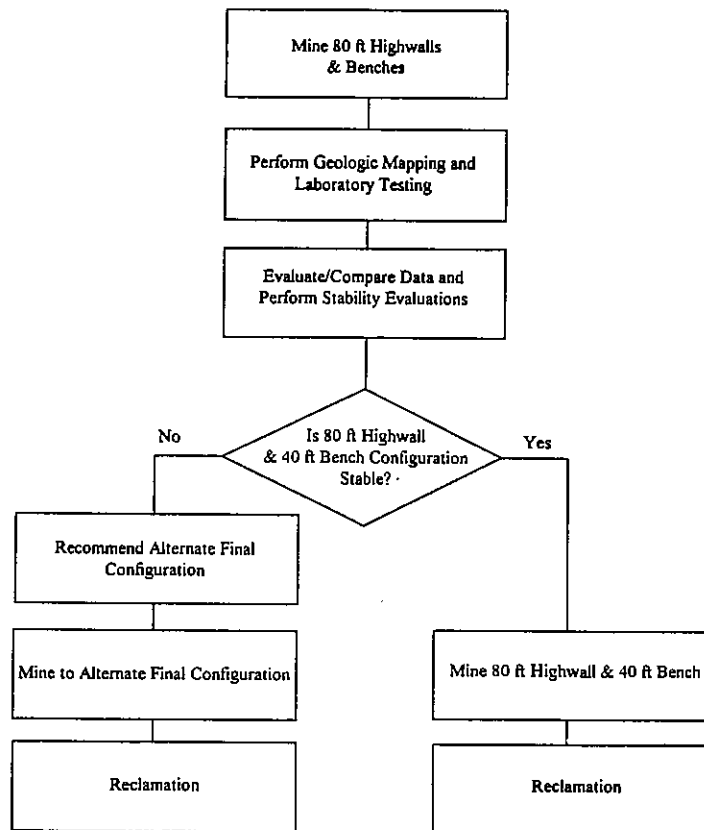 Mine 80 ft Highwalls
& Benches
Perform Geologic Mapping and
Laboratory Testing
Evaluate/Compare Data and
Perform Stability Evaluations
Is 80 ft Highwall
& 40 ft Bench Configuration
Stable?
No
Yes
Recommend Alternate Final
Configuration
Mine to Alternate Final Configuration
Reclamation
Mine 80 ft Highwall & 40 ft Bench
Reclamation